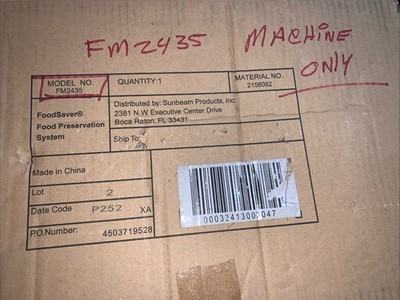 FM2435 MACHINE
ONLY
MODEL NO.
FM2435
QUANTITY:1
MATERIAL NO.
2156082
FoodSaver®
Food Preservation
System
Distributed by: Sunbeam Products, Inc.
2381 N.W. Executive Center Drive
Boca Raton, FL 33431
Ship To:
Made in China
Lot 2
Date Code P252 XA
P.O.Number: 4503719528